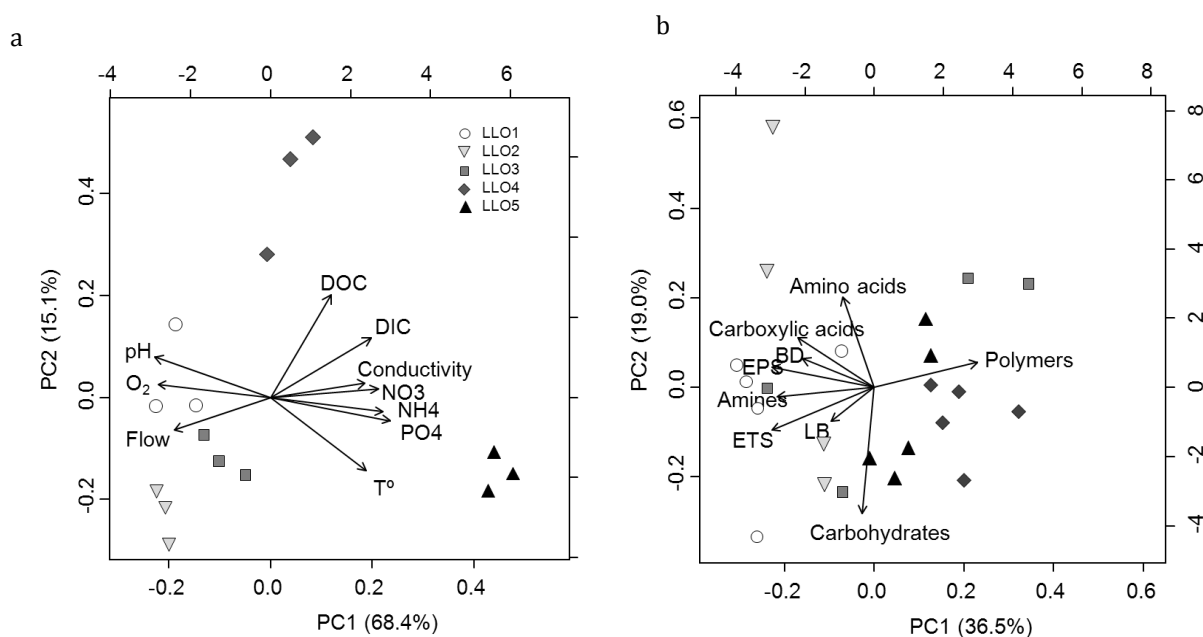 a
-4 -2 0 2 4 6
LLO1
LLO2
LLO3
LLO4
LLO5
DOC
DIC
pH
Conductivity
O2
NO3
NH4
PO4
Flow
Tº
PC2 (15.1%)
0.4
0.2
0.0
-0.2
-0.2 0.0 0.2 0.4
PC1 (68.4%)
b
-4 -2 0 2 4 6 8
Amino acids
Carboxylic acids
BD
Polymers
EPS
Amines
LB
ETS
Carbohydrates
PC2 (19.0%)
0.6
0.4
0.2
0.0
-0.2
8
6
4
2
0
-2
-4
-0.2 0.0 0.2 0.4 0.6
PC1 (36.5%)